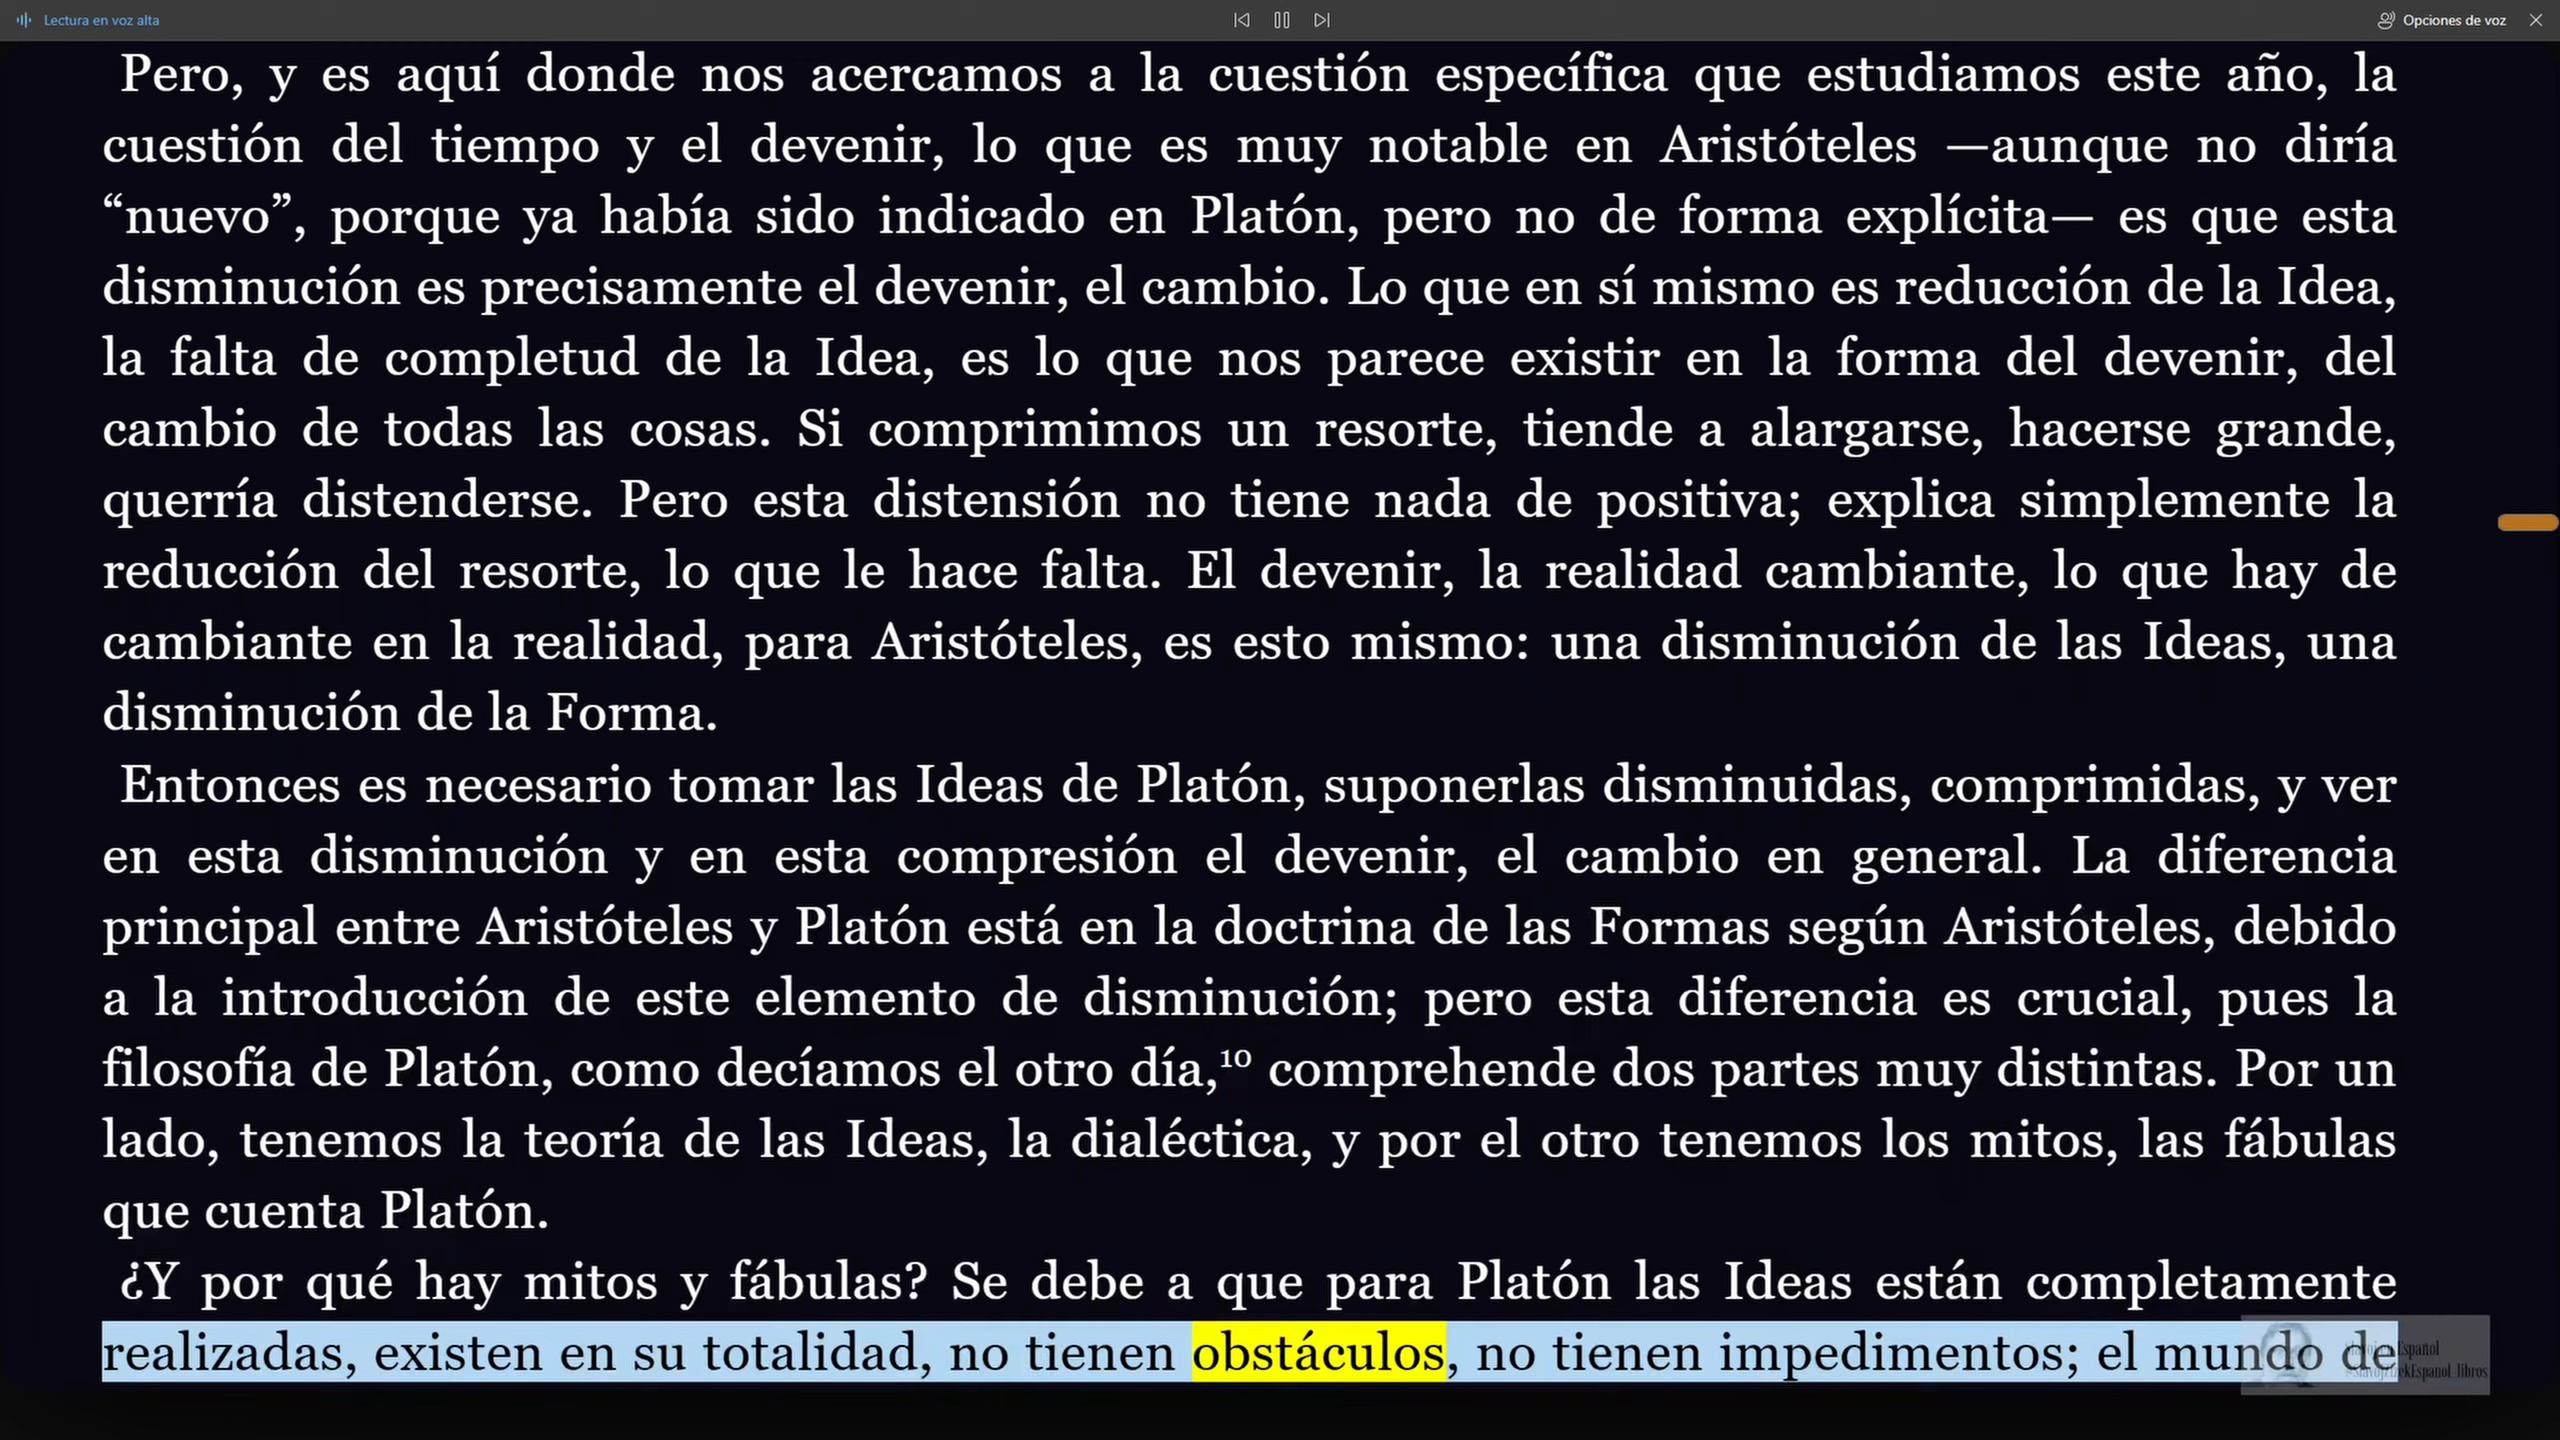 Lectura en voz alta
Opciones de voz
Pero, y es aquí donde nos acercamos a la cuestión específica que estudiamos este año, la
cuestión del tiempo y el devenir, lo que es muy notable en Aristóteles —aunque no diría
“nuevo”, porque ya había sido indicado en Platón, pero no de forma explícita— es que esta
disminución es precisamente el devenir, el cambio. Lo que en sí mismo es reducción de la Idea,
la falta de completud de la Idea, es lo que nos parece existir en la forma del devenir, del
cambio de todas las cosas. Si comprimimos un resorte, tiende a alargarse, hacerse grande,
querría distenderse. Pero esta distensión no tiene nada de positiva; explica simplemente la
reducción del resorte, lo que le hace falta. El devenir, la realidad cambiante, lo que hay de
cambiante en la realidad, para Aristóteles, es esto mismo: una disminución de las Ideas, una
disminución de la Forma.
Entonces es necesario tomar las Ideas de Platón, suponerlas disminuidas, comprimidas, y ver
en esta disminución y en esta compresión el devenir, el cambio en general. La diferencia
principal entre Aristóteles y Platón está en la doctrina de las Formas según Aristóteles, debido
a la introducción de este elemento de disminución; pero esta diferencia es crucial, pues la
filosofía de Platón, como decíamos el otro día,¹⁰ comprehende dos partes muy distintas. Por un
lado, tenemos la teoría de las Ideas, la dialéctica, y por el otro tenemos los mitos, las fábulas
que cuenta Platón.
¿Y por qué hay mitos y fábulas? Se debe a que para Platón las Ideas están completamente
realizadas, existen en su totalidad, no tienen obstáculos, no tienen impedimentos; el mundo de
Español